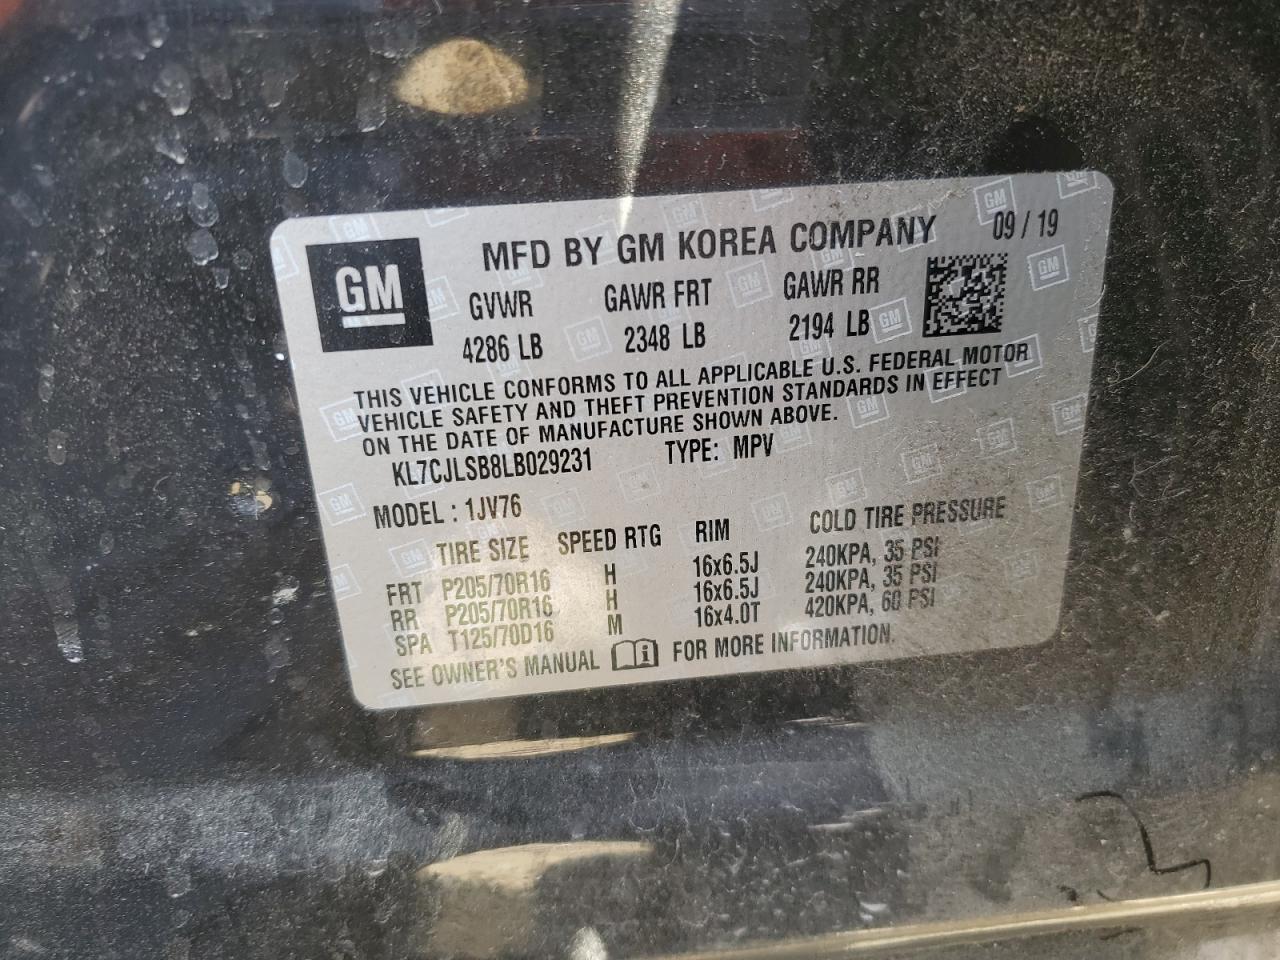 GM
MFD BY GM KOREA COMPANY 09 / 19
GVWR GAWR FRT GAWR RR
4286 LB 2348 LB 2194 LB
THIS VEHICLE CONFORMS TO ALL APPLICABLE U.S. FEDERAL MOTOR
VEHICLE SAFETY AND THEFT PREVENTION STANDARDS IN EFFECT
ON THE DATE OF MANUFACTURE SHOWN ABOVE.
KL7CJLSB8LB029231 TYPE: MPV
MODEL : 1JV76
TIRE SIZE SPEED RTG RIM COLD TIRE PRESSURE
FRT P205/70R16 H 16x6.5J 240KPA, 35 PSI
RR P205/70R16 H 16x6.5J 240KPA, 35 PSI
SPA T125/70D16 M 16x4.0T 420KPA, 60 PSI
SEE OWNER'S MANUAL FOR MORE INFORMATION.